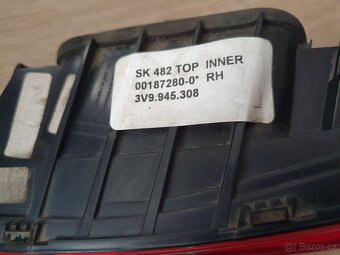 SK 482 TOP INNER
00187280-0* RH
3V9.945.308
Bazos.cz